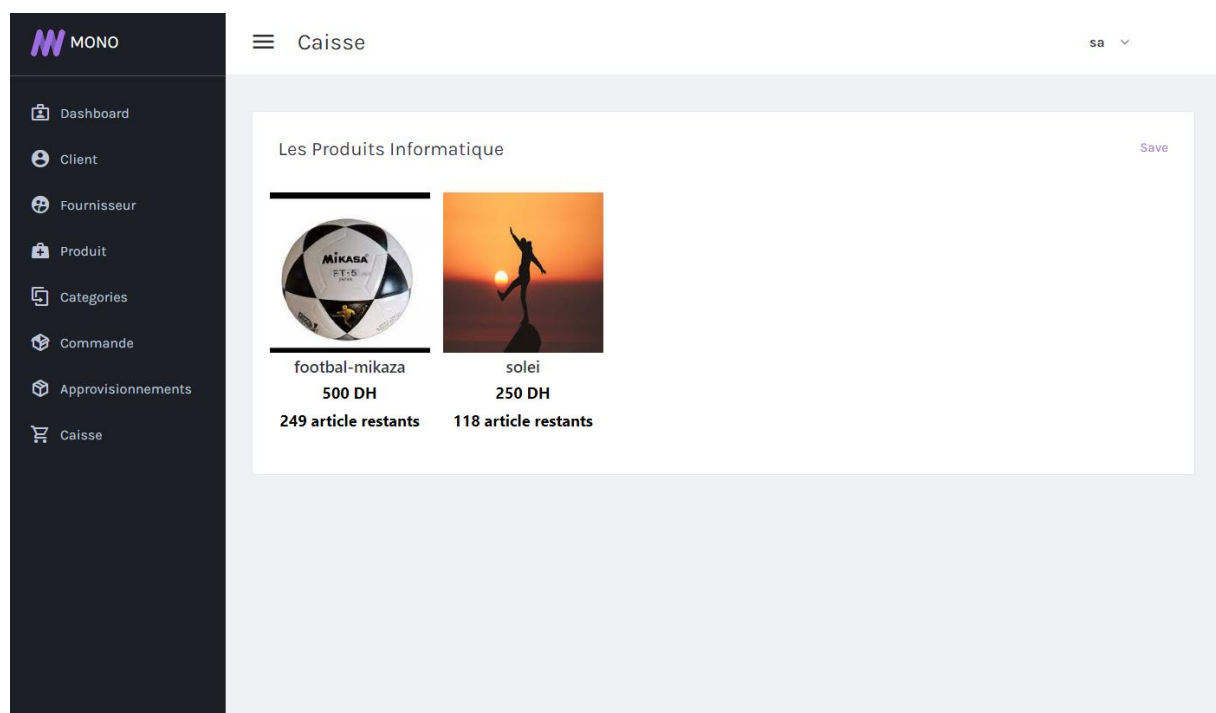 MONO
Caisse
sa
Dashboard
Client
Fournisseur
Produit
Categories
Commande
Approvisionnements
Caisse
Les Produits Informatique
Save
MIKASA
FT-5
footbal-mikaza
500 DH
249 article restants
solei
250 DH
118 article restants